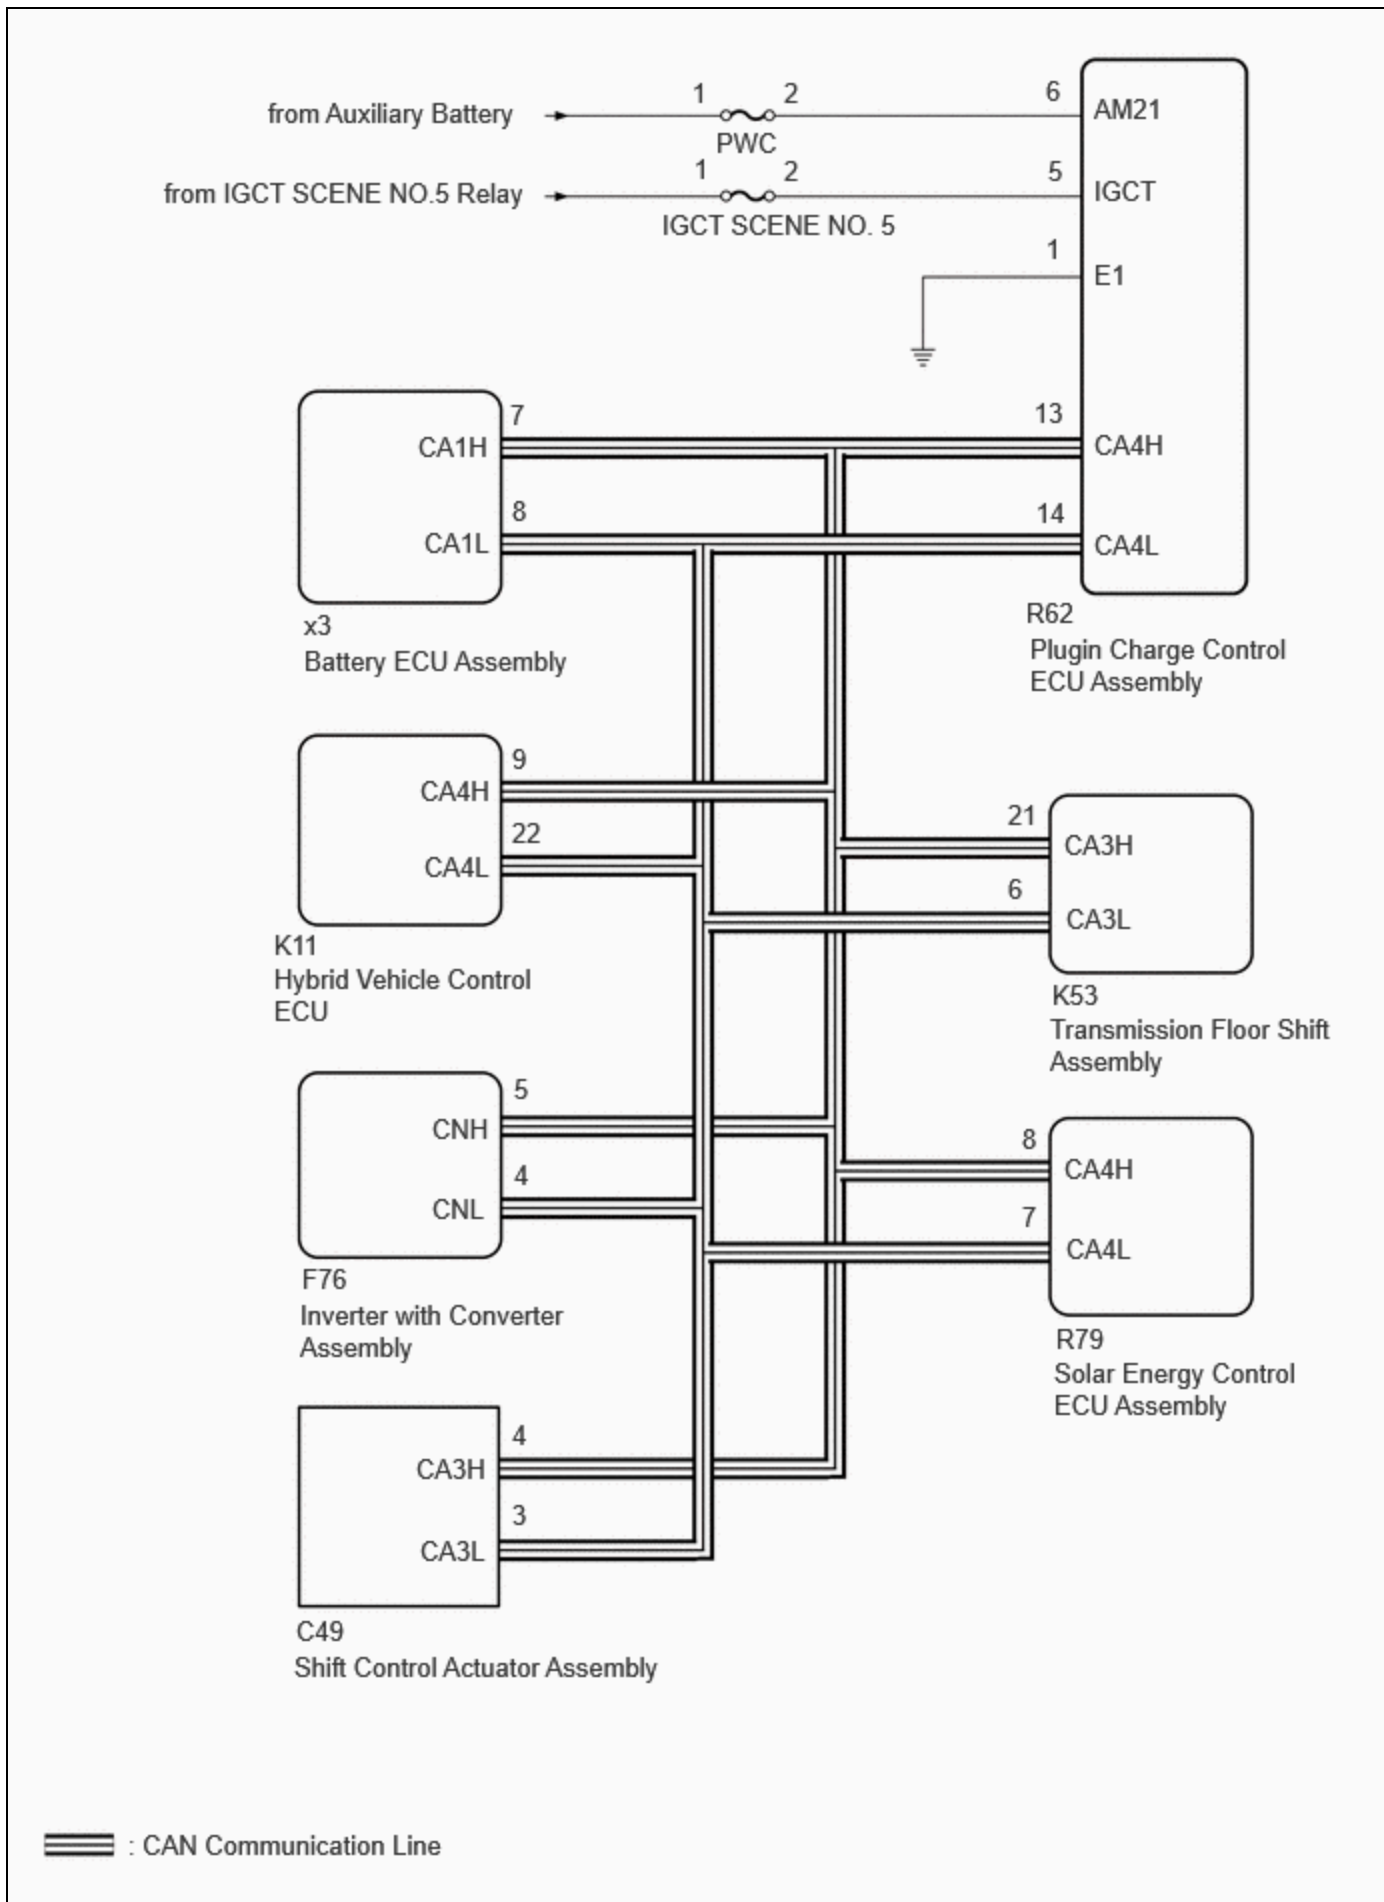 1 2 6
from Auxiliary Battery AM21
PWC
1 2 5
from IGCT SCENE NO.5 Relay IGCT
IGCT SCENE NO. 5
1
E1
7 13
CA1H CA4H
8 14
CA1L CA4L
R62
x3
Plugin Charge Control
Battery ECU Assembly
ECU Assembly
9
CA4H
21
22 CA3H
CA4L
6
CA3L
K11
Hybrid Vehicle Control
K53
ECU
Transmission Floor Shift
Assembly
5
CNH
8
4 CA4H
CNL
7
CA4L
F76
Inverter with Converter
R79
Assembly
Solar Energy Control
ECU Assembly
4
CA3H
3
CA3L
C49
Shift Control Actuator Assembly
: CAN Communication Line